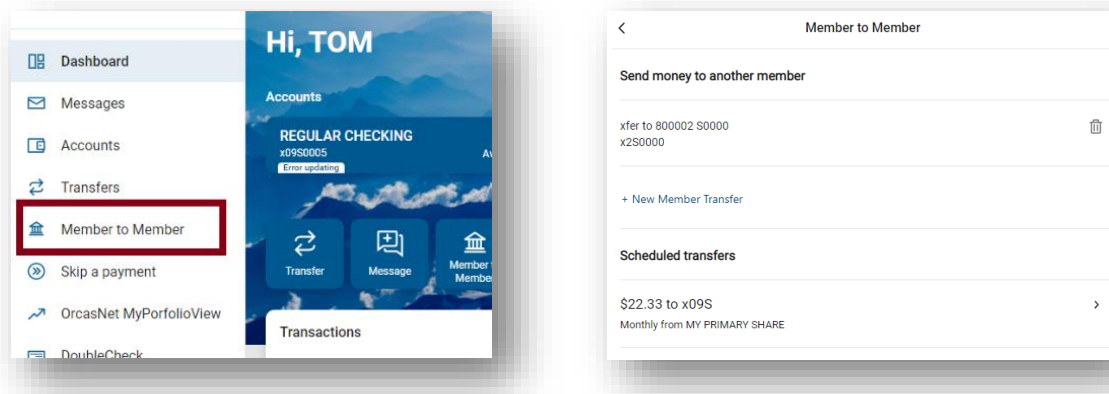 Dashboard
Messages
Accounts
Transfers
Member to Member
Skip a payment
OrcasNet MyPorfolioView
DoubleCheck
Hi, TOM
Accounts
REGULAR CHECKING
x09S0005
Error updating
Transfer
Message
Member
Member
Transactions
Member to Member
Send money to another member
xfer to 800002 S0000
x2S0000
+ New Member Transfer
Scheduled transfers
$22.33 to x09S
Monthly from MY PRIMARY SHARE